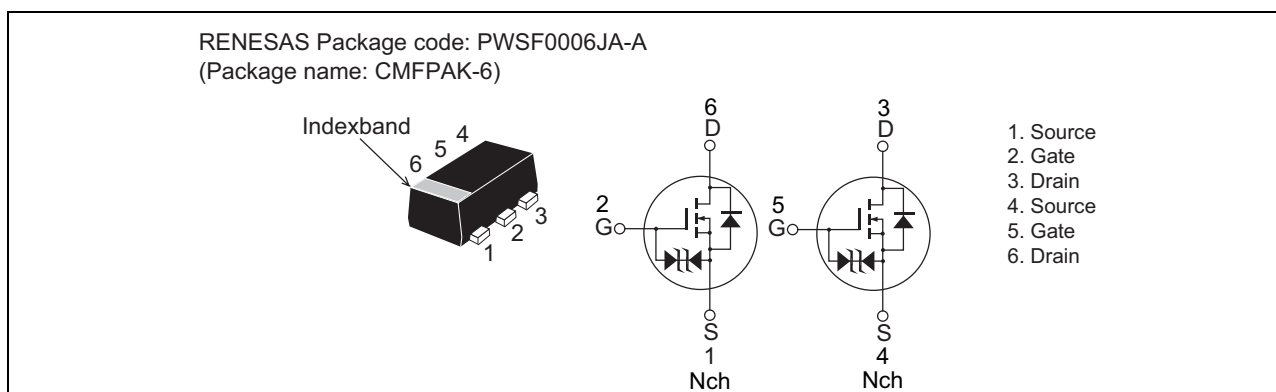 RENESAS Package code: PWSF0006JA-A
(Package name: CMFPAK-6)
Indexband
6
5
4
1
2
3
6
D
2
G
S
1
Nch
3
D
5
G
S
4
Nch
1. Source
2. Gate
3. Drain
4. Source
5. Gate
6. Drain